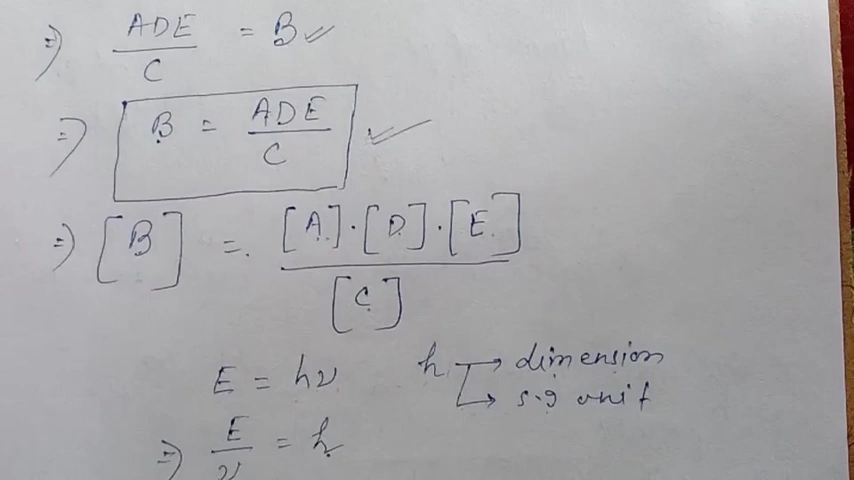 ⇒ ADE/C = B ✓
⇒ B = ADE/C ✓
⇒ [B] = [A]·[D]·[E]/[C]
E = hν
h → dimension
→ s.g unit
⇒ E/ν = h